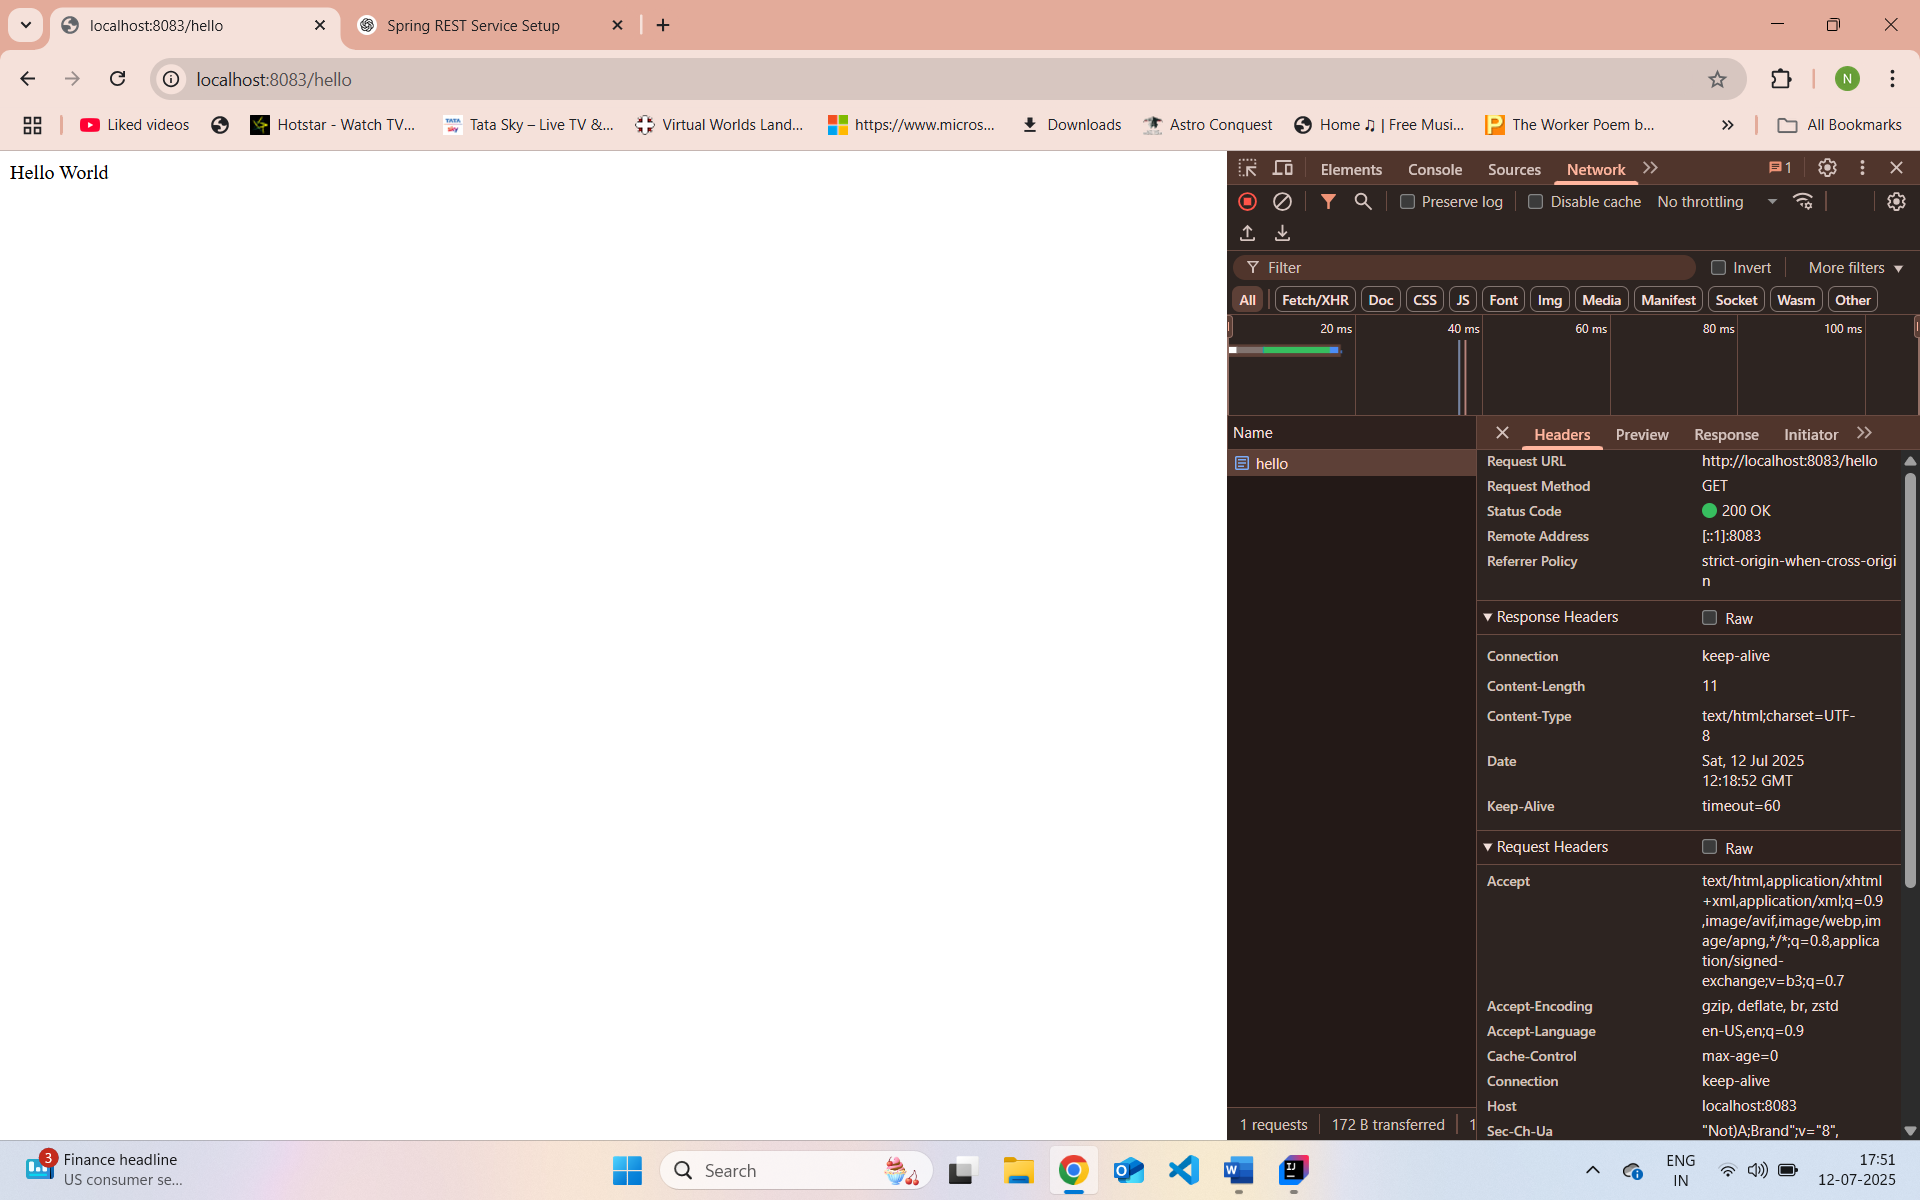 localhost:8083/hello
Spring REST Service Setup
localhost:8083/hello
N
Liked videos
Hotstar - Watch TV...
TATA
sky
Tata Sky – Live TV &...
Virtual Worlds Land...
https://www.micros...
Downloads
Astro Conquest
Home ♫ | Free Musi...
The Worker Poem b...
All Bookmarks
Hello World
Elements
Console
Sources
Network
1
Preserve log
Disable cache
No throttling
Filter
Invert
More filters
All
Fetch/XHR
Doc
CSS
JS
Font
Img
Media
Manifest
Socket
Wasm
Other
20 ms
40 ms
60 ms
80 ms
100 ms
Name
Headers
Preview
Response
Initiator
hello
Request URL
http://localhost:8083/hello
Request Method
GET
Status Code
200 OK
Remote Address
[::1]:8083
Referrer Policy
strict-origin-when-cross-origi
n
Response Headers
Raw
Connection
keep-alive
Content-Length
11
Content-Type
text/html;charset=UTF-
8
Date
Sat, 12 Jul 2025
12:18:52 GMT
Keep-Alive
timeout=60
Request Headers
Raw
Accept
text/html,application/xhtml
+xml,application/xml;q=0.9
,image/avif,image/webp,im
age/apng,*/*;q=0.8,applica
tion/signed-
exchange;v=b3;q=0.7
Accept-Encoding
gzip, deflate, br, zstd
Accept-Language
en-US,en;q=0.9
Cache-Control
max-age=0
Connection
keep-alive
Host
localhost:8083
Sec-Ch-Ua
"Not)A;Brand";v="8",
1 requests
172 B transferred
1
3
Finance headline
US consumer se...
Search
ENG
IN
17:51
12-07-2025